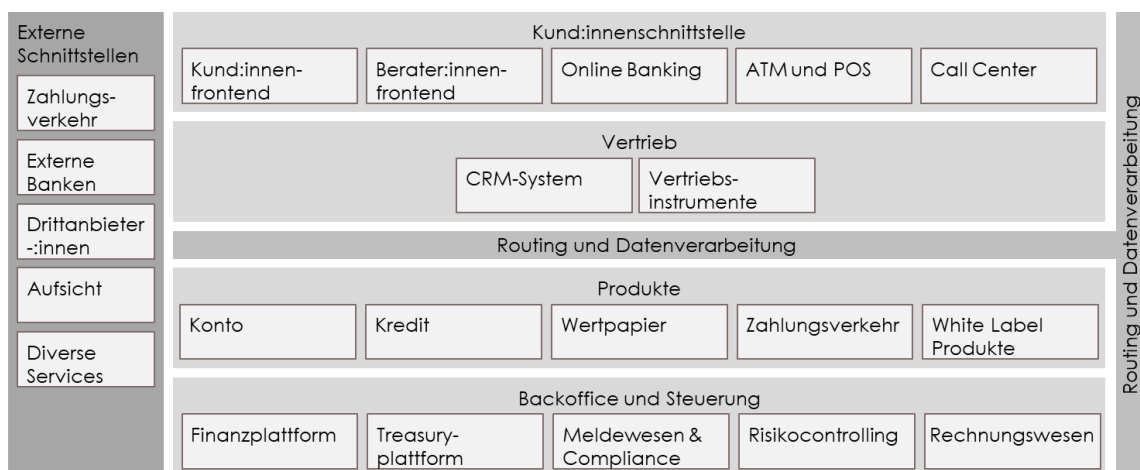 Externe
Schnittstellen
Zahlungs-
verkehr
Externe
Banken
Drittanbieter
-:innen
Aufsicht
Diverse
Services
Kund:innenschnittstelle
Kund:innen-
frontend
Berater:innen-
frontend
Online Banking
ATM und POS
Call Center
Vertrieb
CRM-System
Vertriebs-
instrumente
Routing und Datenverarbeitung
Produkte
Konto
Kredit
Wertpapier
Zahlungsverkehr
White Label
Produkte
Backoffice und Steuerung
Finanzplattform
Treasury-
plattform
Meldewesen &
Compliance
Risikocontrolling
Rechnungswesen
Routing und Datenverarbeitung